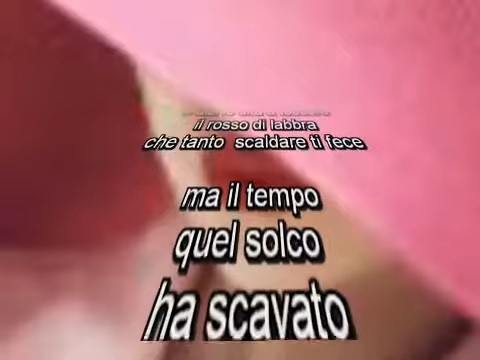 il rosso di labbra
che tanto scaldare ti fece
ma il tempo
quel solco
ha scavato